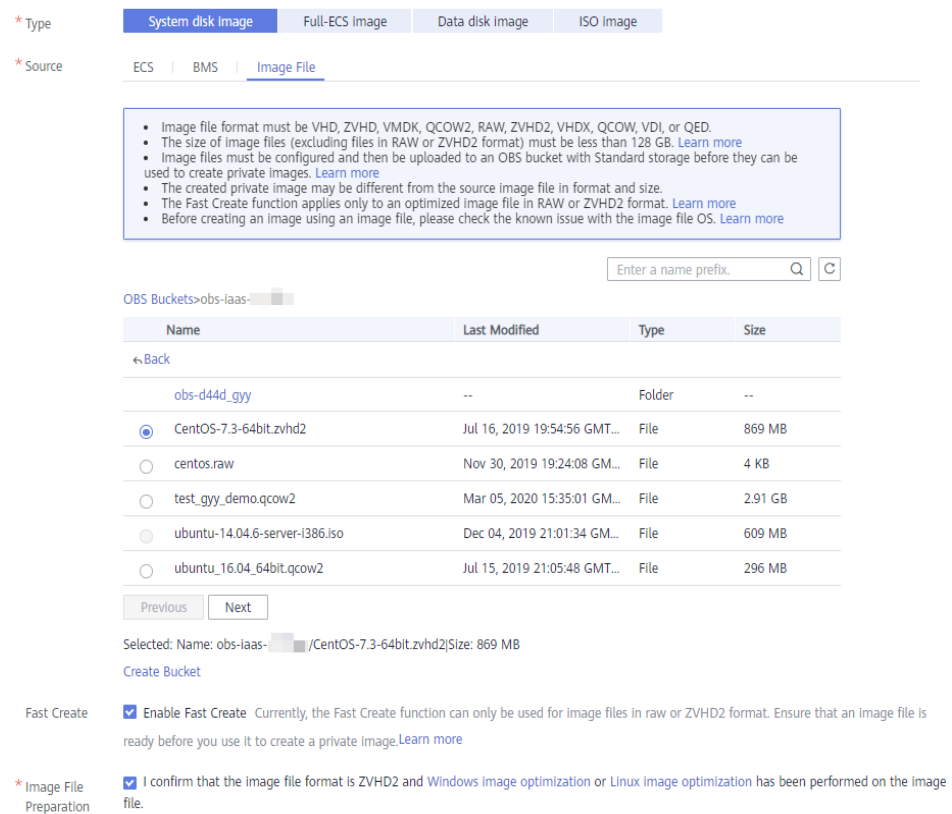 * Type System disk image Full-ECS image Data disk image ISO image
* Source ECS BMS Image File
• Image file format must be VHD, ZVHD, VMDK, QCOW2, RAW, ZVHD2, VHDX, QCOW, VDI, or QED.
• The size of image files (excluding files in RAW or ZVHD2 format) must be less than 128 GB. Learn more
• Image files must be configured and then be uploaded to an OBS bucket with Standard storage before they can be
used to create private images. Learn more
• The created private image may be different from the source image file in format and size.
• The Fast Create function applies only to an optimized image file in RAW or ZVHD2 format. Learn more
• Before creating an image using an image file, please check the known issue with the image file OS. Learn more
Enter a name prefix.
OBS Buckets>obs-iaas-
Name Last Modified Type Size
Back
obs-d44d_gyy -- Folder --
CentOS-7.3-64bit.zvhd2 Jul 16, 2019 19:54:56 GMT... File 869 MB
centos.raw Nov 30, 2019 19:24:08 GM... File 4 KB
test_gyy_demo.qcow2 Mar 05, 2020 15:35:01 GM... File 2.91 GB
ubuntu-14.04.6-server-i386.iso Dec 04, 2019 21:01:34 GM... File 609 MB
ubuntu_16.04_64bit.qcow2 Jul 15, 2019 21:05:48 GMT... File 296 MB
Previous Next
Selected: Name: obs-iaas- /CentOS-7.3-64bit.zvhd2|Size: 869 MB
Create Bucket
Fast Create Enable Fast Create Currently, the Fast Create function can only be used for image files in raw or ZVHD2 format. Ensure that an image file is
ready before you use it to create a private image.Learn more
* Image File Preparation I confirm that the image file format is ZVHD2 and Windows image optimization or Linux image optimization has been performed on the image
file.